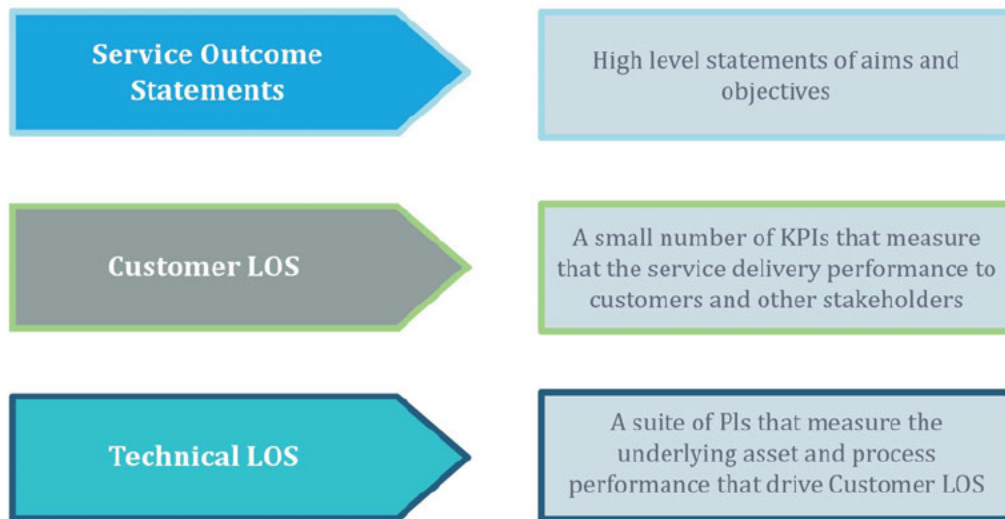 Service Outcome
Statements
High level statements of aims and
objectives
Customer LOS
A small number of KPIs that measure
that the service delivery performance to
customers and other stakeholders
Technical LOS
A suite of PIs that measure the
underlying asset and process
performance that drive Customer LOS